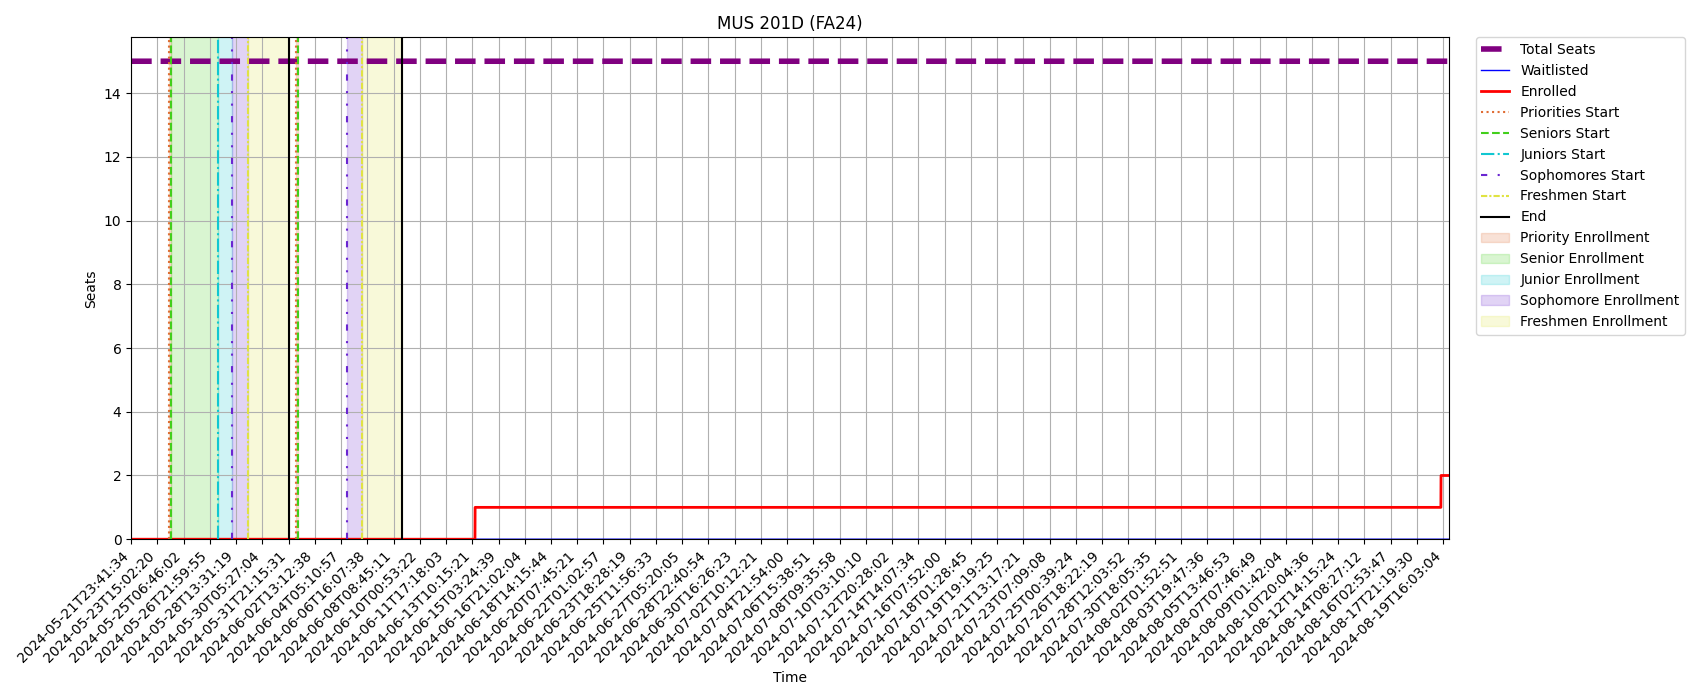 MUS 201D (FA24)
Seats
14
12
10
8
6
4
2
0
2024-05-21T23:41:34
2024-05-23T15:02:20
2024-05-25T06:46:02
2024-05-26T21:59:55
2024-05-28T13:31:19
2024-05-30T05:27:04
2024-05-31T21:15:31
2024-06-02T13:12:38
2024-06-04T05:10:57
2024-06-06T16:07:38
2024-06-08T08:45:11
2024-06-10T00:53:22
2024-06-11T17:18:03
2024-06-13T10:15:21
2024-06-15T03:24:39
2024-06-16T21:02:04
2024-06-18T14:15:44
2024-06-20T07:45:21
2024-06-22T01:02:57
2024-06-23T18:28:19
2024-06-25T11:56:33
2024-06-27T05:20:05
2024-06-28T22:40:54
2024-06-30T16:26:23
2024-07-02T10:12:21
2024-07-04T21:54:00
2024-07-06T15:38:51
2024-07-08T09:35:58
2024-07-10T03:10:10
2024-07-12T20:28:02
2024-07-14T14:07:34
2024-07-16T07:52:00
2024-07-18T01:28:45
2024-07-19T19:19:25
2024-07-21T13:17:21
2024-07-23T07:09:08
2024-07-25T00:39:24
2024-07-26T18:22:19
2024-07-28T12:03:52
2024-07-30T18:05:35
2024-08-02T01:52:51
2024-08-03T19:47:36
2024-08-05T13:46:53
2024-08-07T07:46:49
2024-08-09T01:42:04
2024-08-10T20:04:36
2024-08-12T14:15:24
2024-08-14T08:27:12
2024-08-16T02:53:47
2024-08-17T21:19:30
2024-08-19T16:03:04
Time
Total Seats
Waitlisted
Enrolled
Priorities Start
Seniors Start
Juniors Start
Sophomores Start
Freshmen Start
End
Priority Enrollment
Senior Enrollment
Junior Enrollment
Sophomore Enrollment
Freshmen Enrollment